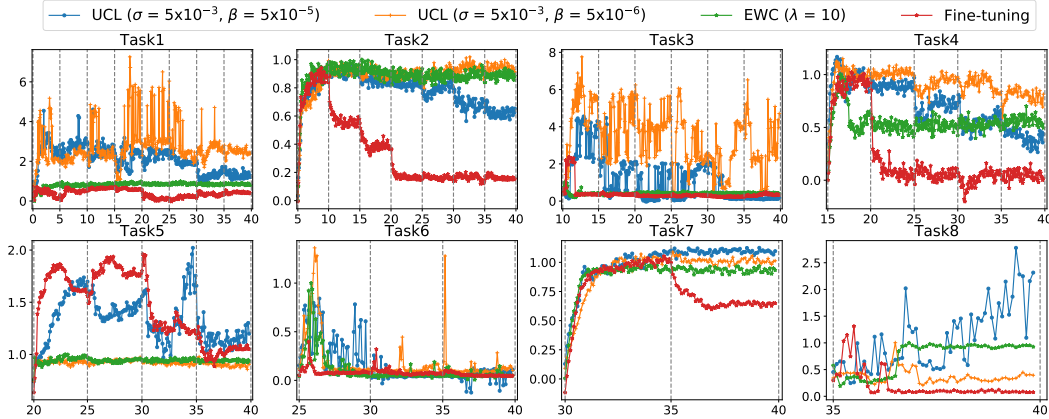 UCL (σ = 5x10⁻³, β = 5x10⁻⁵) UCL (σ = 5x10⁻³, β = 5x10⁻⁶) EWC (λ = 10) Fine-tuning
Task1 Task2 Task3 Task4
6 4 2 0
1.0 0.8 0.6 0.4 0.2 0.0
8 6 4 2 0
1.0 0.5 0.0
0 5 10 15 20 25 30 35 40
5 10 15 20 25 30 35 40
10 15 20 25 30 35 40
15 20 25 30 35 40
Task5 Task6 Task7 Task8
2.0 1.5 1.0
1.0 0.5 0.0
1.00 0.75 0.50 0.25 0.00
2.5 2.0 1.5 1.0 0.5 0.0
20 25 30 35 40
25 30 35 40
30 35 40
35 40